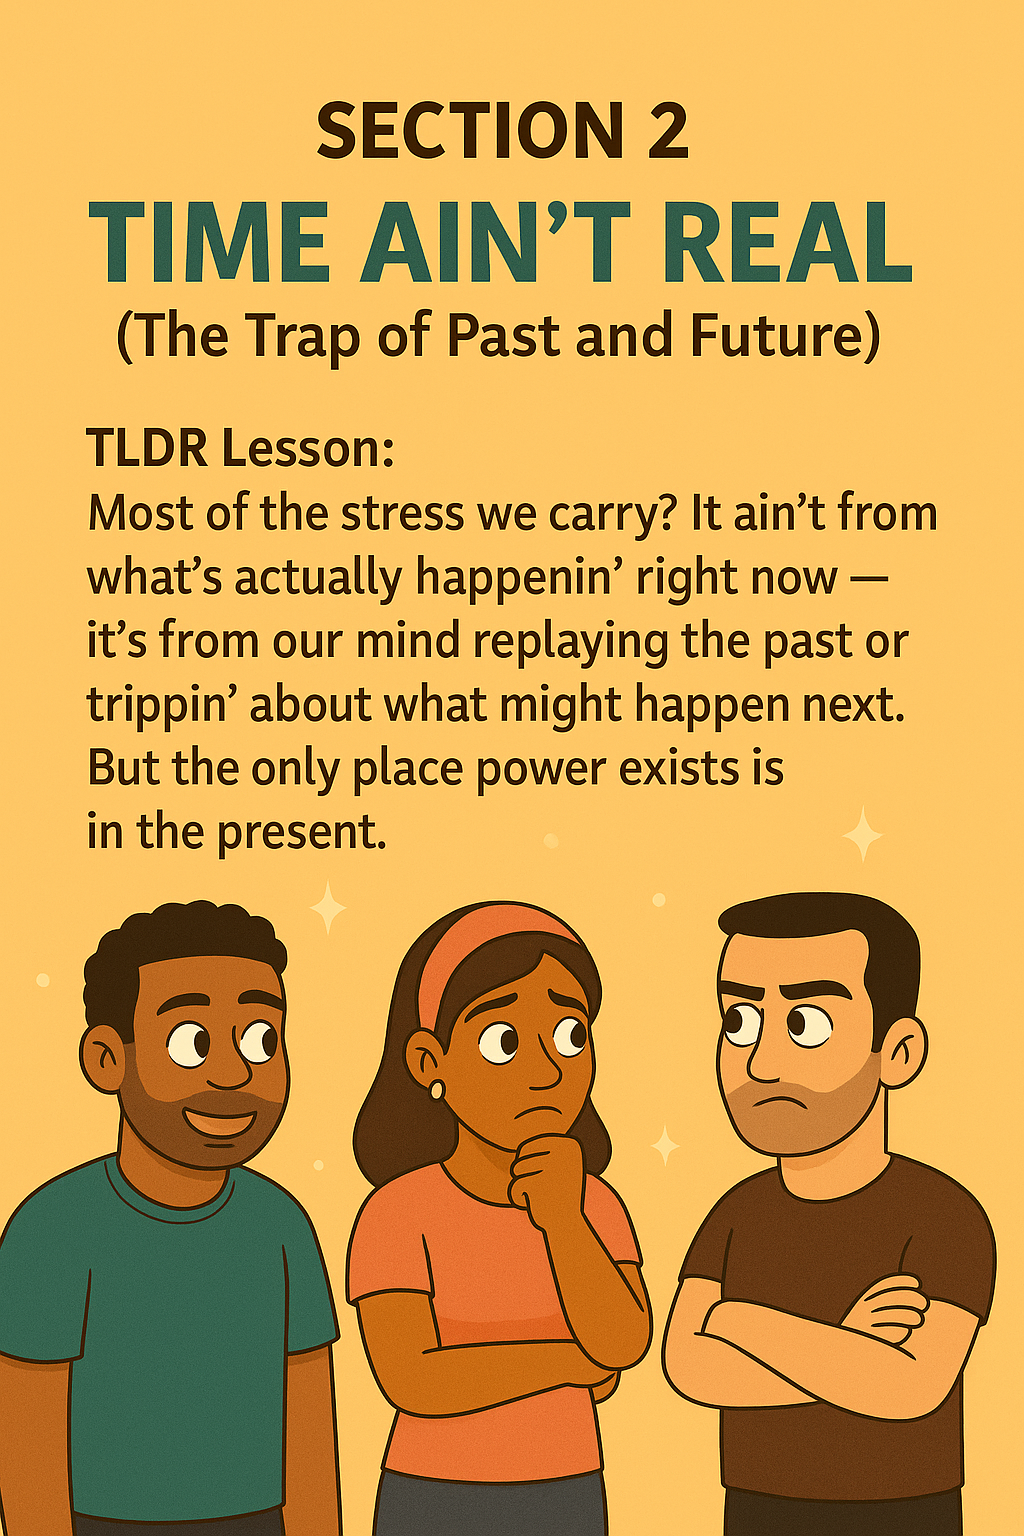 SECTION 2
TIME AIN’T REAL
(The Trap of Past and Future)
TLDR Lesson:
Most of the stress we carry? It ain’t from
what’s actually happenin’ right now —
it’s from our mind replaying the past or
trippin’ about what might happen next.
But the only place power exists is
in the present.